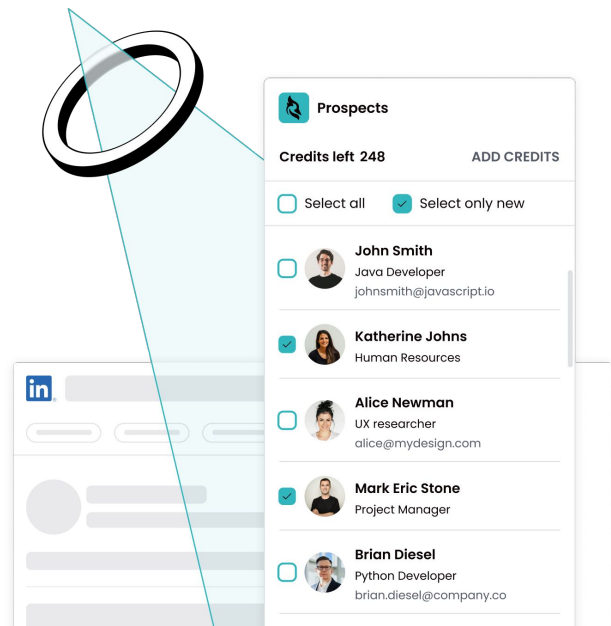 Prospects
Credits left 248 ADD CREDITS
Select all Select only new
John Smith
Java Developer
johnsmith@javascript.io
Katherine Johns
Human Resources
Alice Newman
UX researcher
alice@mydesign.com
Mark Eric Stone
Project Manager
Brian Diesel
Python Developer
brian.diesel@company.co
in